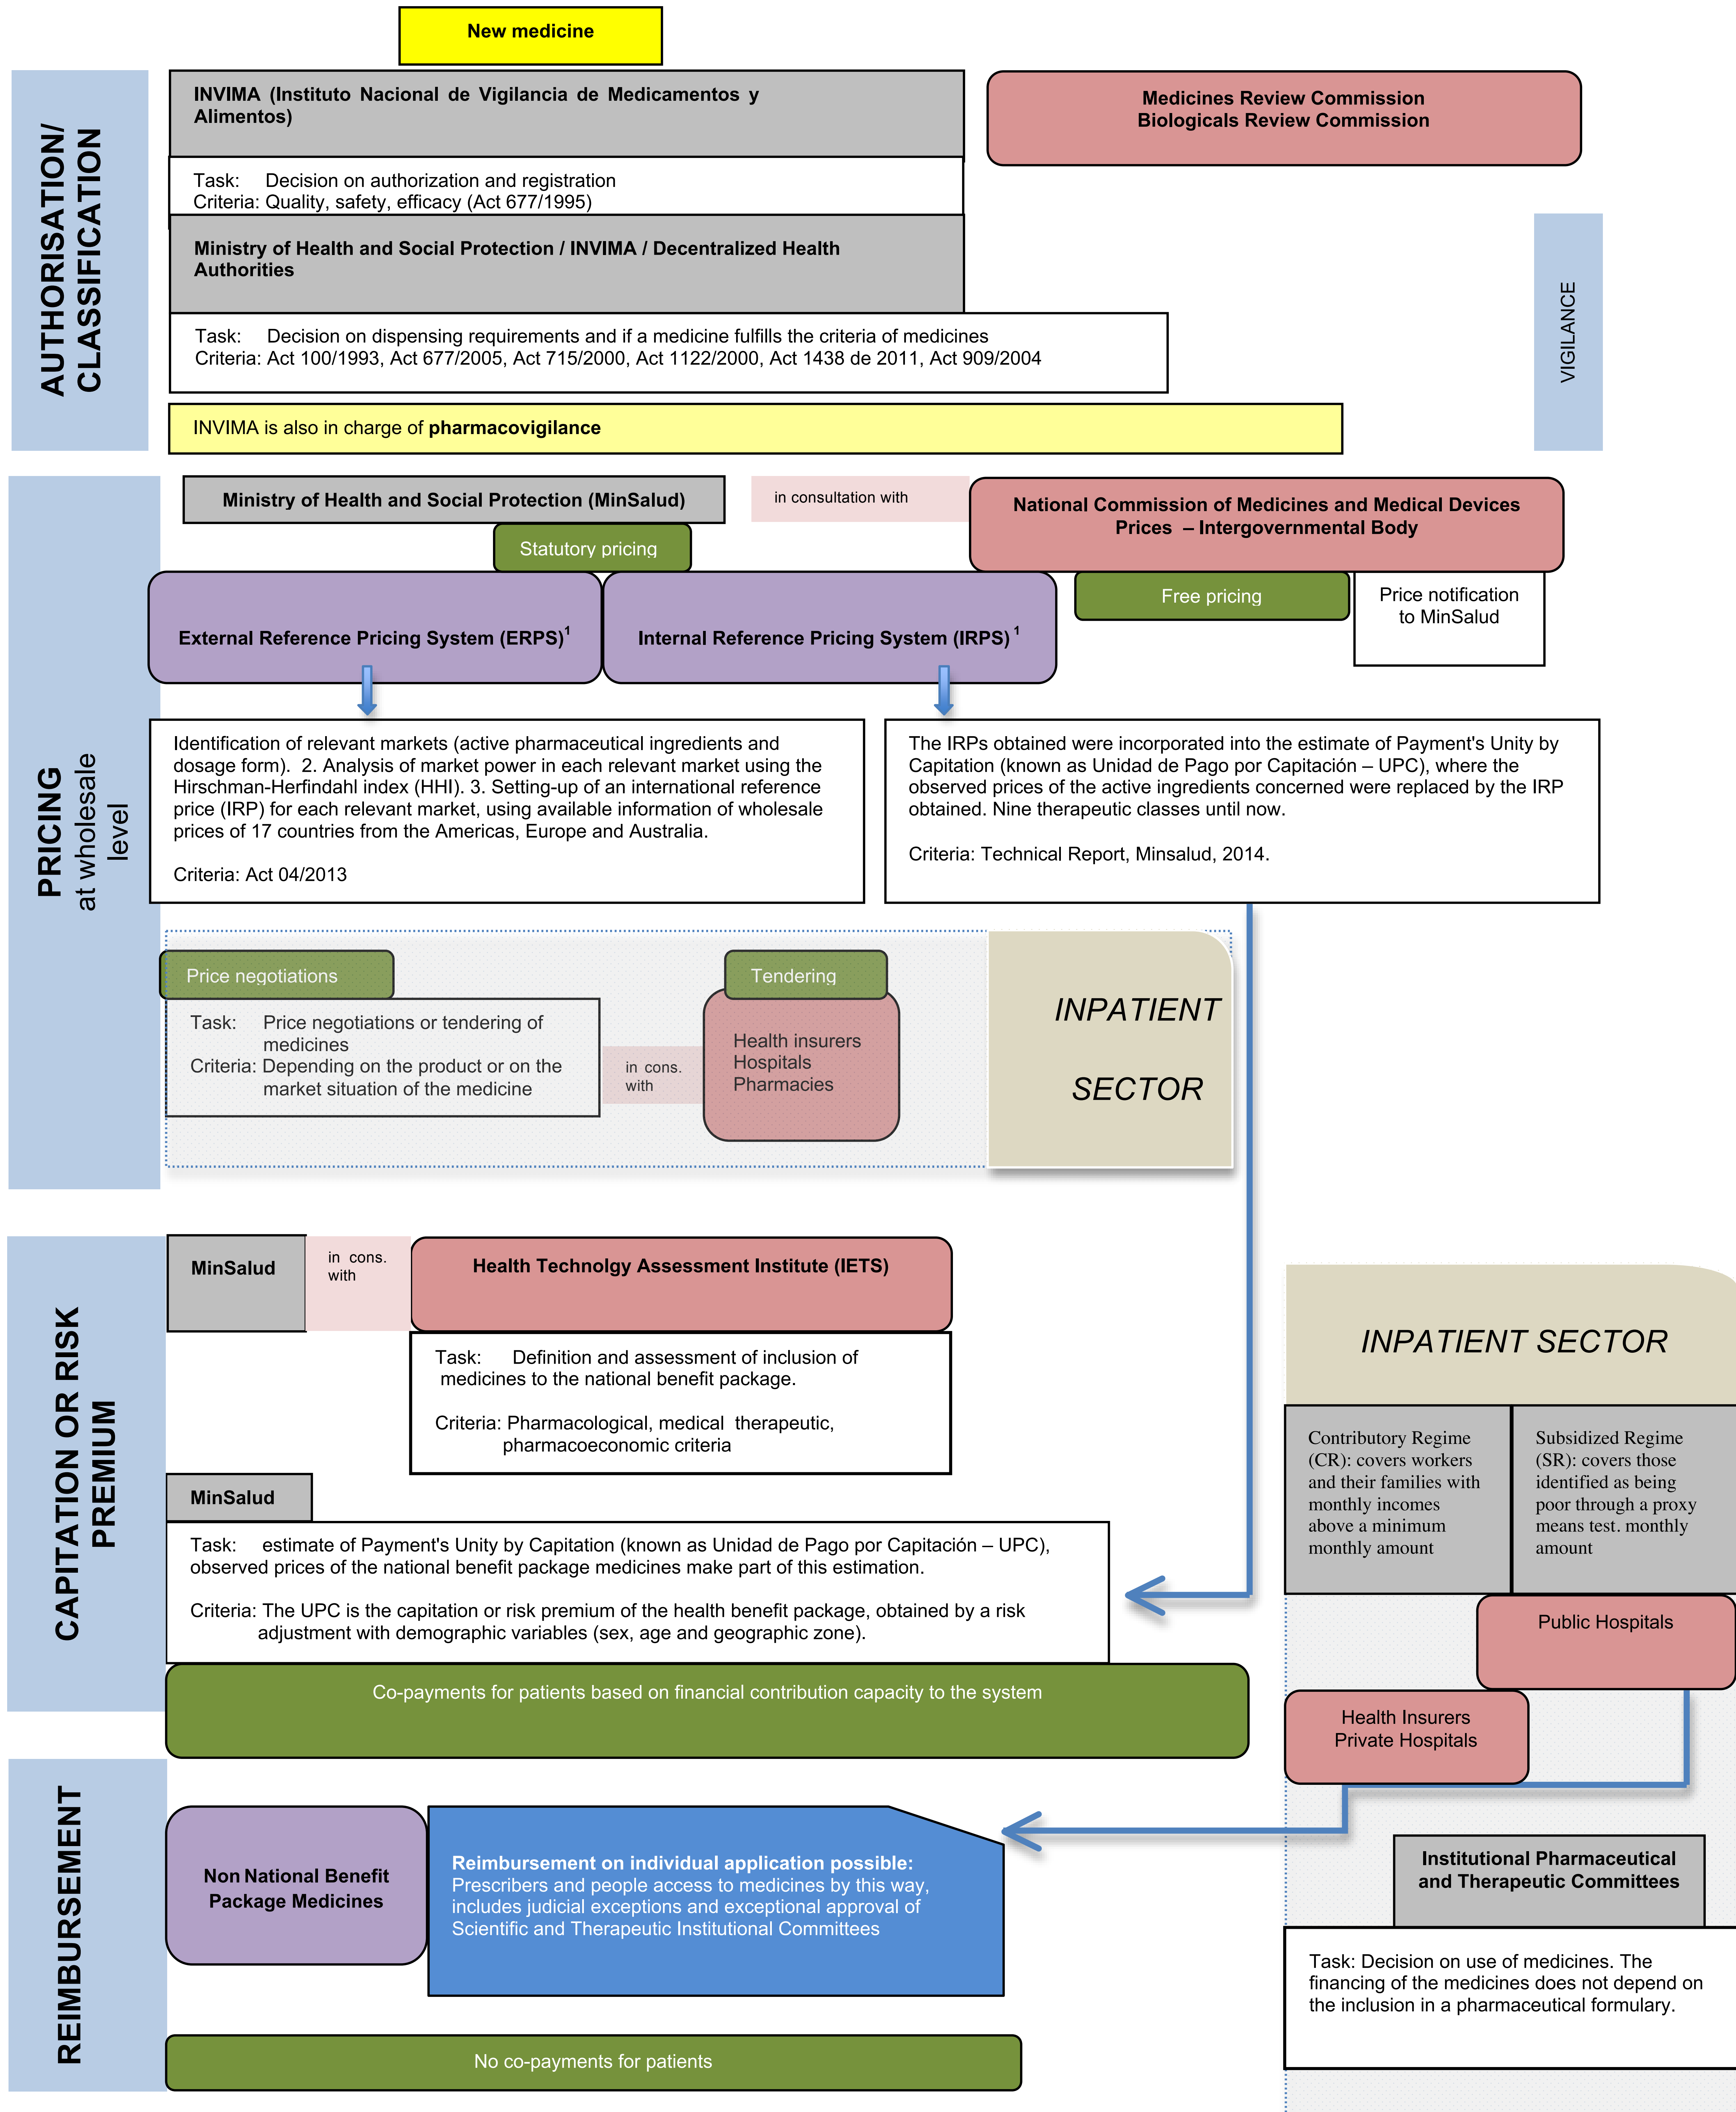 New medicine
AUTHORISATION/
CLASSIFICATION
INVIMA (Instituto Nacional de Vigilancia de Medicamentos y
Alimentos)
Medicines Review Commission
Biologicals Review Commission
Task: Decision on authorization and registration
Criteria: Quality, safety, efficacy (Act 677/1995)
Ministry of Health and Social Protection / INVIMA / Decentralized Health
Authorities
Task: Decision on dispensing requirements and if a medicine fulfills the criteria of medicines
Criteria: Act 100/1993, Act 677/2005, Act 715/2000, Act 1122/2000, Act 1438 de 2011, Act 909/2004
VIGILANCE
INVIMA is also in charge of pharmacovigilance
PRICING
at wholesale
level
Ministry of Health and Social Protection (MinSalud)
in consultation with
National Commission of Medicines and Medical Devices
Prices – Intergovernmental Body
Statutory pricing
Free pricing
Price notification
to MinSalud
External Reference Pricing System (ERPS)1
Internal Reference Pricing System (IRPS) 1
Identification of relevant markets (active pharmaceutical ingredients and
dosage form). 2. Analysis of market power in each relevant market using the
Hirschman-Herfindahl index (HHI). 3. Setting-up of an international reference
price (IRP) for each relevant market, using available information of wholesale
prices of 17 countries from the Americas, Europe and Australia.
Criteria: Act 04/2013
The IRPs obtained were incorporated into the estimate of Payment's Unity by
Capitation (known as Unidad de Pago por Capitación – UPC), where the
observed prices of the active ingredients concerned were replaced by the IRP
obtained. Nine therapeutic classes until now.
Criteria: Technical Report, Minsalud, 2014.
Price negotiations
Task: Price negotiations or tendering of
medicines
Criteria: Depending on the product or on the
market situation of the medicine
in cons.
with
Tendering
Health insurers
Hospitals
Pharmacies
INPATIENT
SECTOR
CAPITATION OR RISK
PREMIUM
MinSalud
in cons.
with
Health Technolgy Assessment Institute (IETS)
Task: Definition and assessment of inclusion of
medicines to the national benefit package.
Criteria: Pharmacological, medical therapeutic,
pharmacoeconomic criteria
MinSalud
Task: estimate of Payment's Unity by Capitation (known as Unidad de Pago por Capitación – UPC),
observed prices of the national benefit package medicines make part of this estimation.
Criteria: The UPC is the capitation or risk premium of the health benefit package, obtained by a risk
adjustment with demographic variables (sex, age and geographic zone).
Co-payments for patients based on financial contribution capacity to the system
INPATIENT SECTOR
Contributory Regime
(CR): covers workers
and their families with
monthly incomes
above a minimum
monthly amount
Subsidized Regime
(SR): covers those
identified as being
poor through a proxy
means test. monthly
amount
Public Hospitals
Health Insurers
Private Hospitals
REIMBURSEMENT
Non National Benefit
Package Medicines
Reimbursement on individual application possible:
Prescribers and people access to medicines by this way,
includes judicial exceptions and exceptional approval of
Scientific and Therapeutic Institutional Committees
Institutional Pharmaceutical
and Therapeutic Committees
Task: Decision on use of medicines. The
financing of the medicines does not depend on
the inclusion in a pharmaceutical formulary.
No co-payments for patients